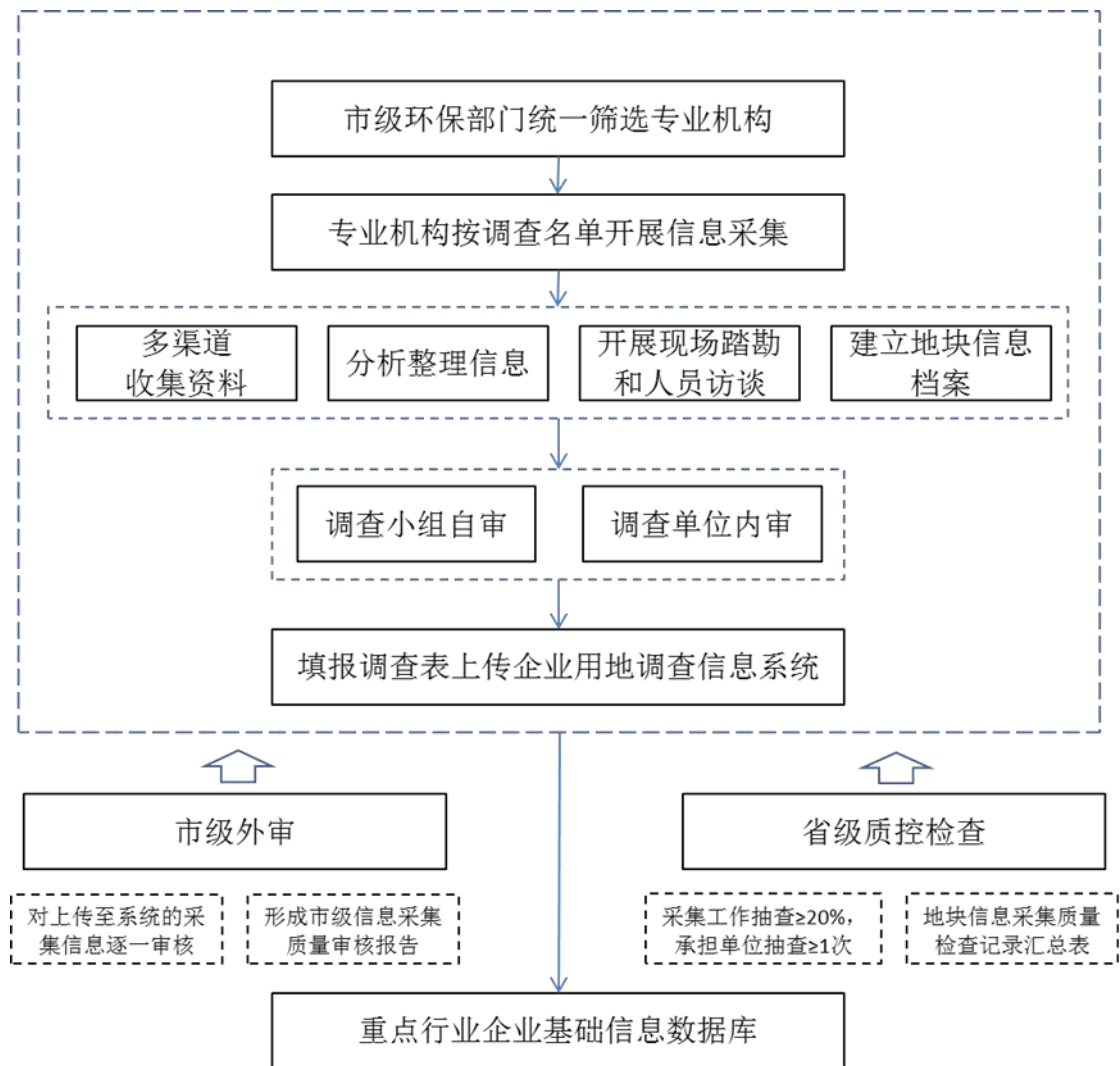 市级环保部门统一筛选专业机构
专业机构按调查名单开展信息采集
多渠道
收集资料
分析整理信息
开展现场踏勘
和人员访谈
建立地块信息
档案
调查小组自审
调查单位内审
填报调查表上传企业用地调查信息系统
市级外审
省级质控检查
对上传至系统的采
集信息逐一审核
形成市级信息采集
质量审核报告
采集工作抽查≥20%，
承担单位抽查≥1次
地块信息采集质量
检查记录汇总表
重点行业企业基础信息数据库